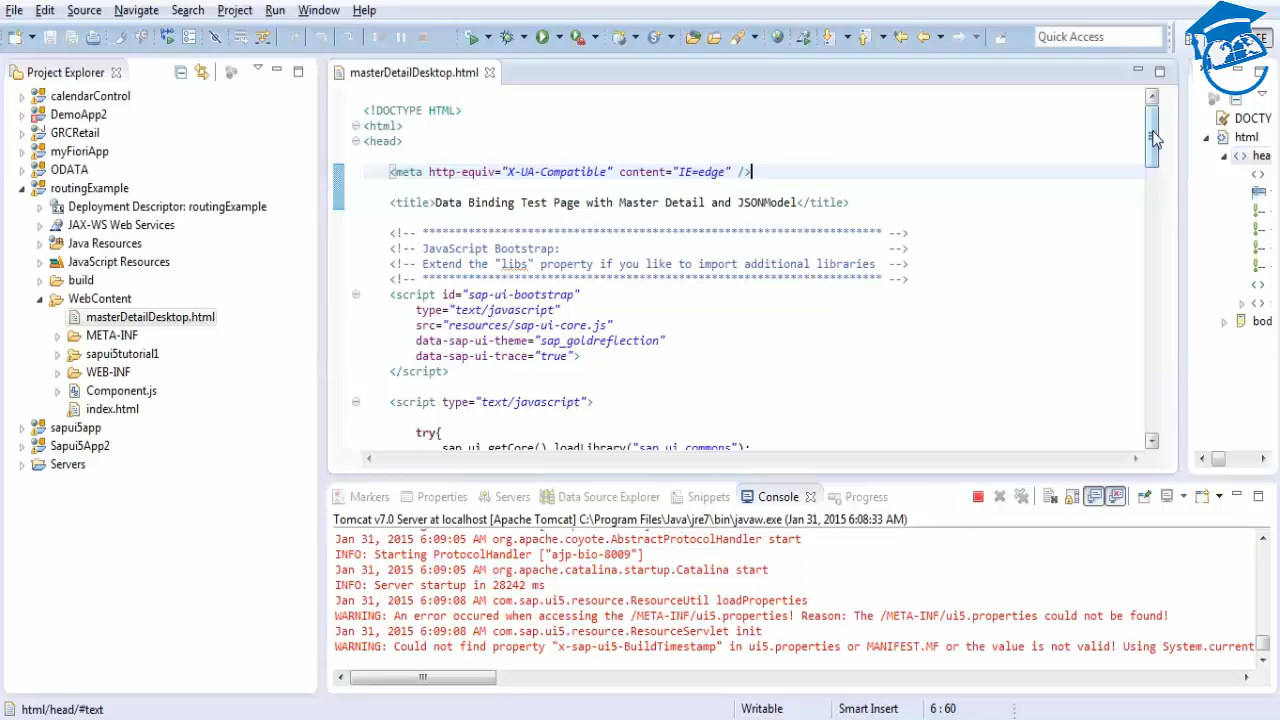 File Edit Source Navigate Search Project Run Window Help
Quick Access
Project Explorer
calendarControl
DemoApp2
GRCRetail
myFioriApp
ODATA
routingExample
Deployment Descriptor: routingExample
JAX-WS Web Services
Java Resources
JavaScript Resources
build
WebContent
masterDetailDesktop.html
META-INF
sapui5tutorial1
WEB-INF
Component.js
index.html
sapui5app
Sapui5App2
Servers
masterDetailDesktop.html
<!DOCTYPE HTML>
<html>
<head>
<meta http-equiv="X-UA-Compatible" content="IE=edge" />
<title>Data Binding Test Page with Master Detail and JSONModel</title>
<!-- ********************************************************************** -->
<!-- JavaScript Bootstrap: -->
<!-- Extend the "libs" property if you like to import additional libraries -->
<!-- ********************************************************************** -->
<script id="sap-ui-bootstrap"
type="text/javascript"
src="resources/sap-ui-core.js"
data-sap-ui-theme="sap_goldreflection"
data-sap-ui-trace="true">
</script>
<script type="text/javascript">
try{
sap.ui.getCore().loadLibrary("sap.ui.commons");
DOCTY
html
hea
bod
Markers Properties Servers Data Source Explorer Snippets Console Progress
Tomcat v7.0 Server at localhost [Apache Tomcat] C:\Program Files\Java\jre7\bin\javaw.exe (Jan 31, 2015 6:08:33 AM)
Jan 31, 2015 6:09:05 AM org.apache.coyote.AbstractProtocolHandler start
INFO: Starting ProtocolHandler ["ajp-bio-8009"]
Jan 31, 2015 6:09:05 AM org.apache.catalina.startup.Catalina start
INFO: Server startup in 28242 ms
Jan 31, 2015 6:09:08 AM com.sap.ui5.resource.ResourceUtil loadProperties
WARNING: An error occured when accessing the /META-INF/ui5.properties! Reason: The /META-INF/ui5.properties could not be found!
Jan 31, 2015 6:09:08 AM com.sap.ui5.resource.ResourceServlet init
WARNING: Could not find property "x-sap-ui5-BuildTimestamp" in ui5.properties or MANIFEST.MF or the value is not valid! Using System.current
html/head/#text
Writable
Smart Insert
6 : 60